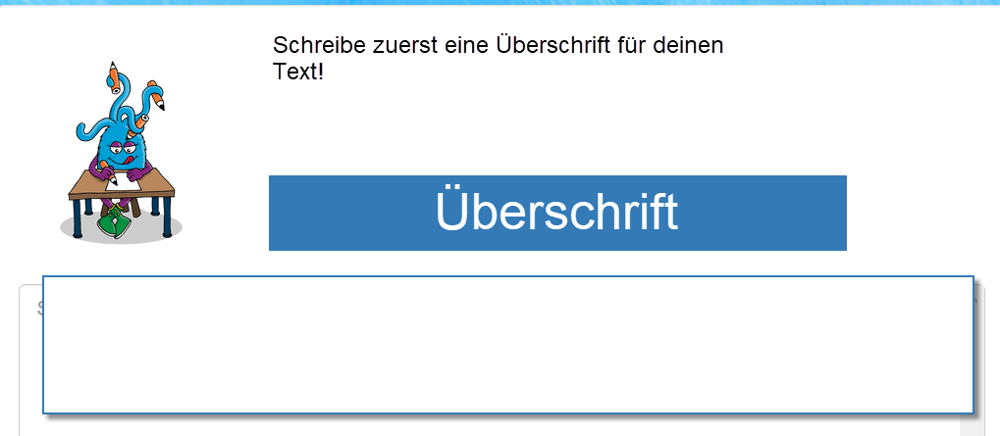 Schreibe zuerst eine Überschrift für deinen
Text!
Überschrift